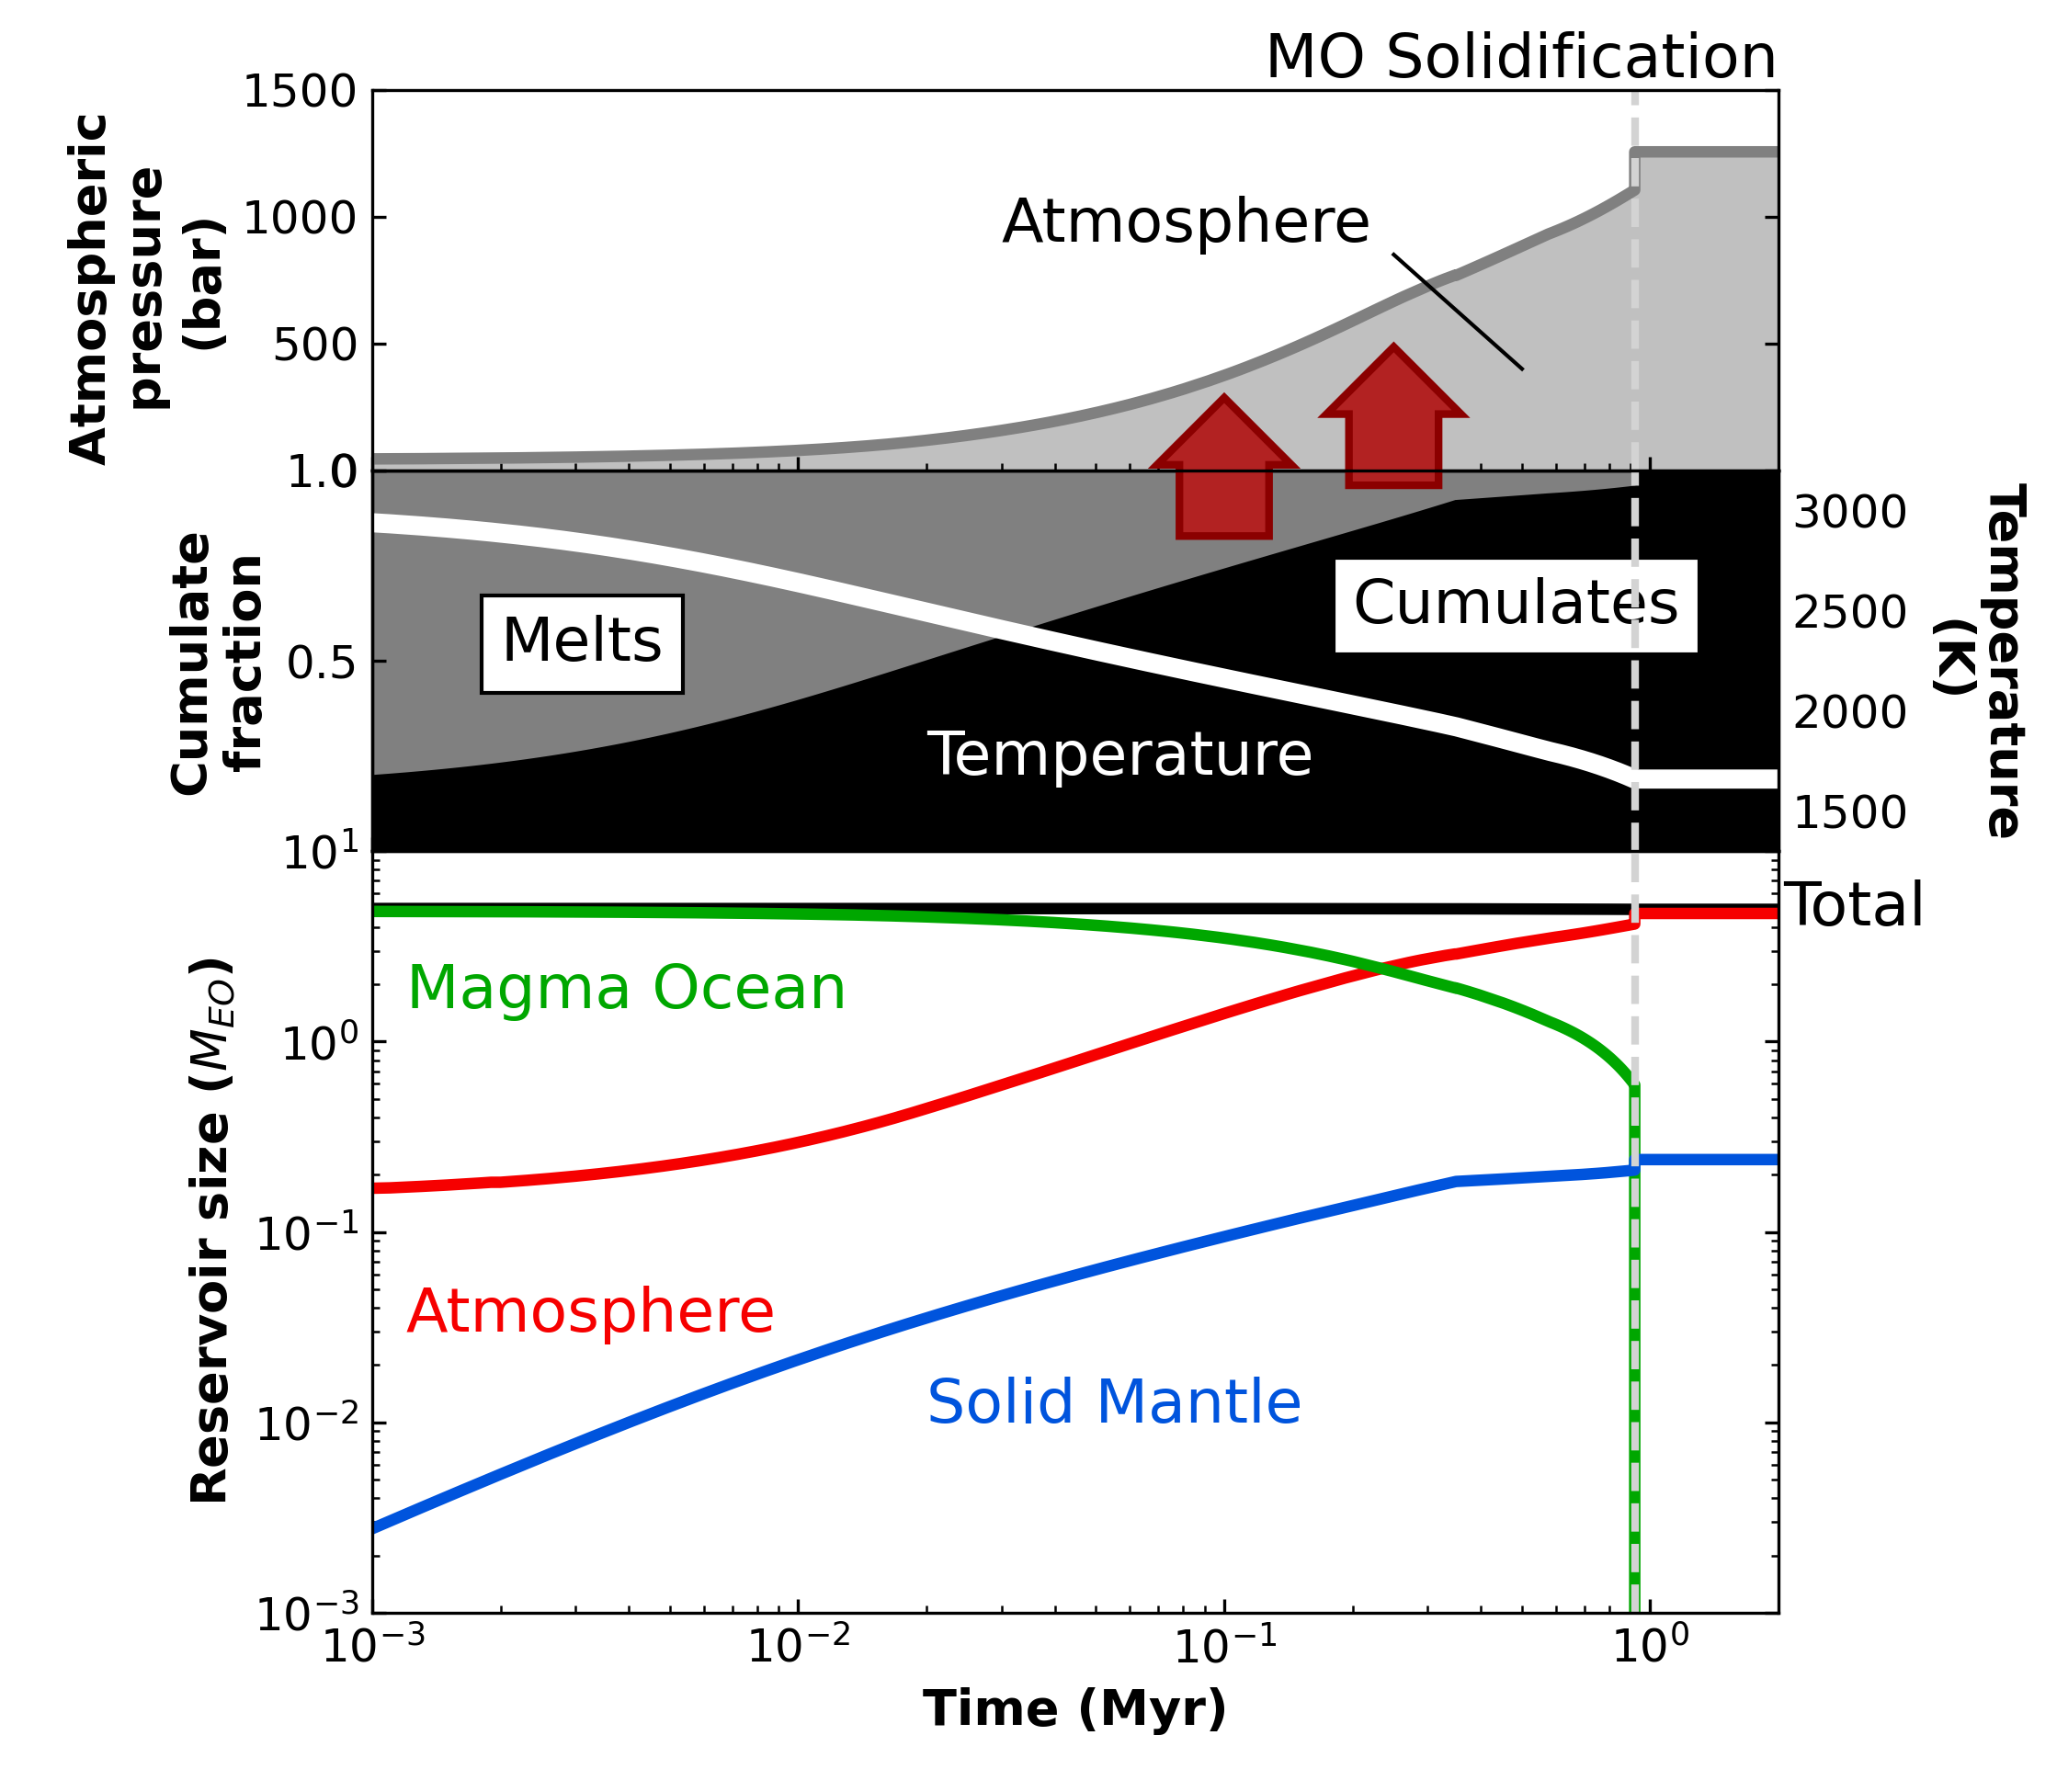 MO Solidification
Atmospheric
pressure
(bar)
1500
1000
500
1.0
Atmosphere
Cumulate
fraction
0.5
Melts
Cumulates
Temperature
3000
2500
2000
1500
Temperature
(K)
Reservoir size (M_{EO})
10¹
10⁰
10⁻¹
10⁻²
10⁻³
Total
Magma Ocean
Atmosphere
Solid Mantle
10⁻³
10⁻²
10⁻¹
10⁰
Time (Myr)